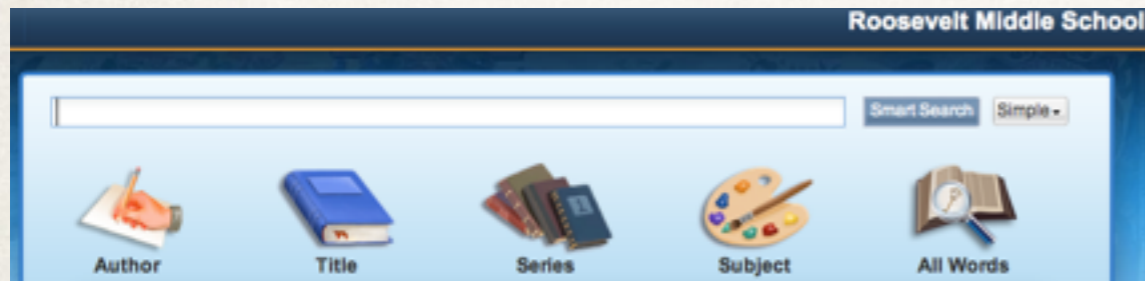 Roosevelt Middle School
Smart Search Simple
Author Title Series Subject All Words